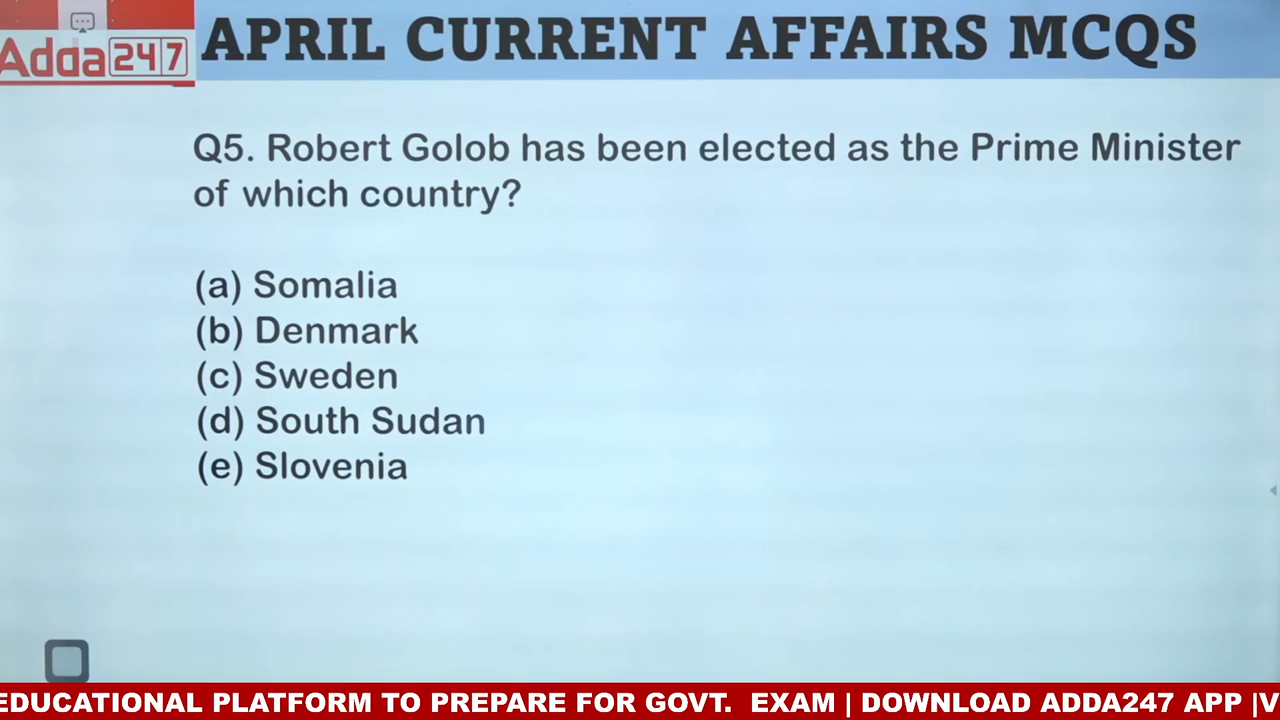 Adda247
APRIL CURRENT AFFAIRS MCQS
Q5. Robert Golob has been elected as the Prime Minister
of which country?
(a) Somalia
(b) Denmark
(c) Sweden
(d) South Sudan
(e) Slovenia
EDUCATIONAL PLATFORM TO PREPARE FOR GOVT. EXAM | DOWNLOAD ADDA247 APP |V